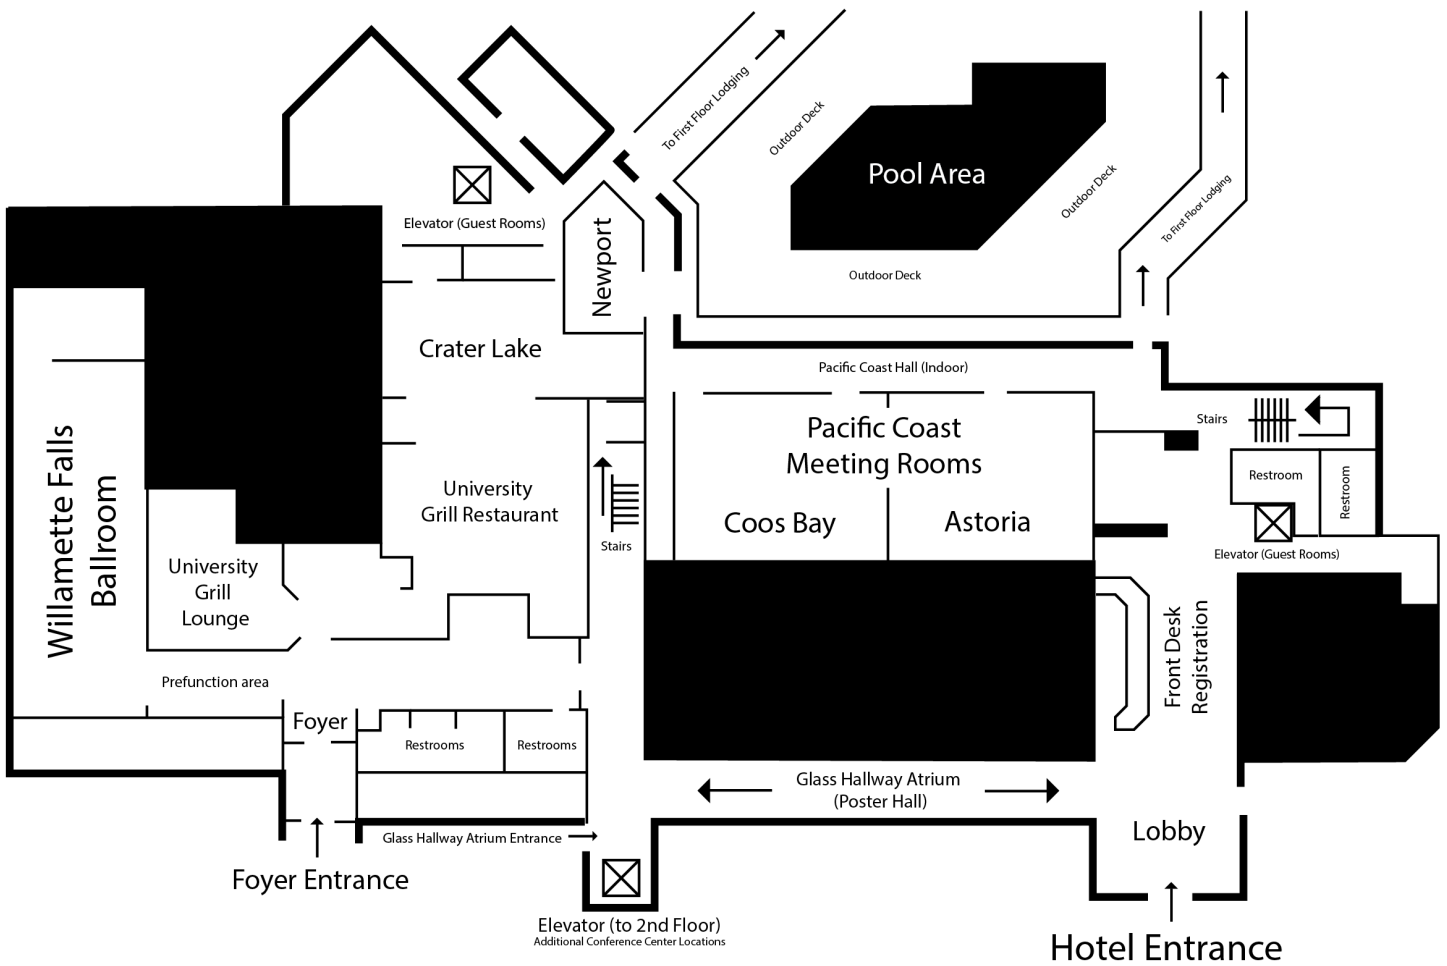 To First Floor Lodging
Outdoor Deck
Pool Area
Outdoor Deck
To First Floor Lodging
Outdoor Deck
Elevator (Guest Rooms)
Newport
Crater Lake
Pacific Coast Hall (Indoor)
Pacific Coast
Meeting Rooms
Coos Bay
Astoria
Stairs
Restroom
Restroom
Elevator (Guest Rooms)
Willamette Falls
Ballroom
University
Grill Restaurant
Stairs
University
Grill
Lounge
Front Desk
Registration
Prefunction area
Foyer
Restrooms
Restrooms
Glass Hallway Atrium
(Poster Hall)
Lobby
Glass Hallway Atrium Entrance
Foyer Entrance
Elevator (to 2nd Floor)
Additional Conference Center Locations
Hotel Entrance